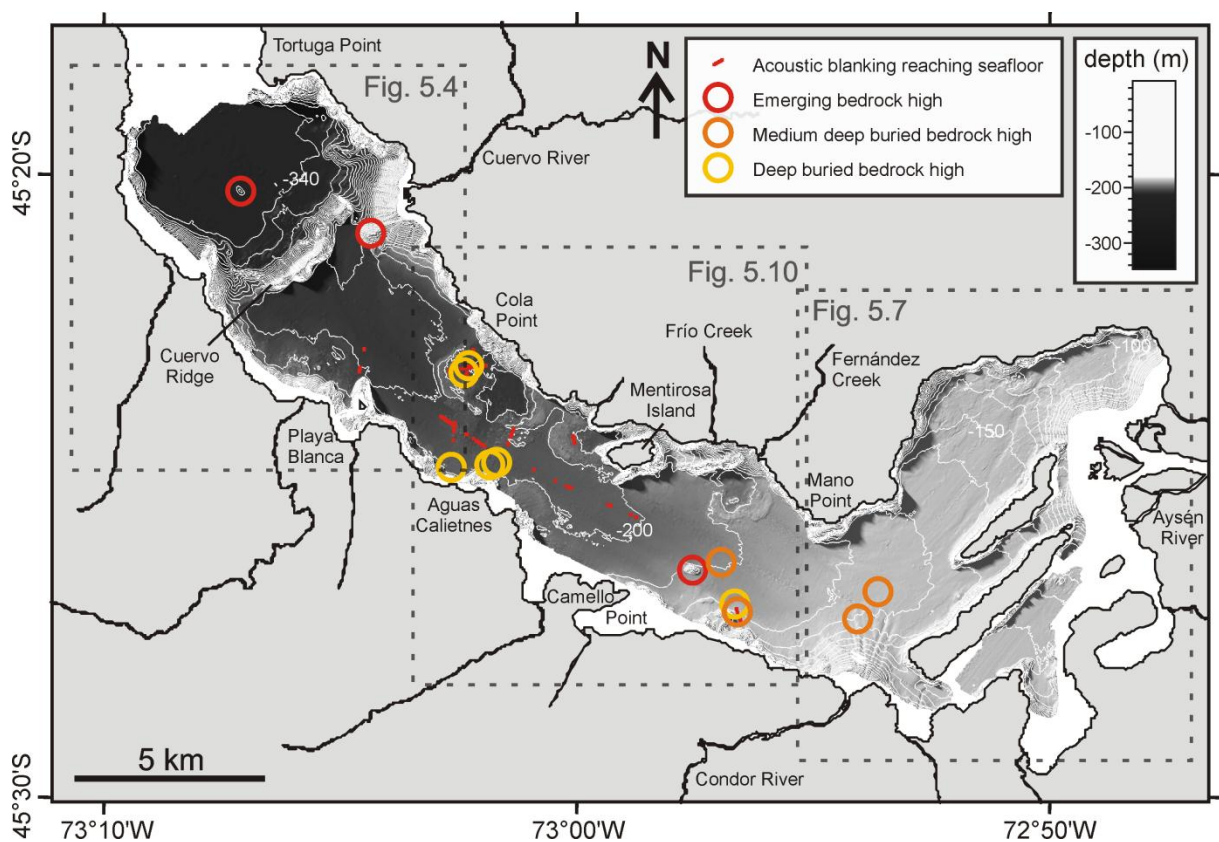 Tortuga Point
N
Acoustic blanking reaching seafloor
Emerging bedrock high
Medium deep buried bedrock high
Deep buried bedrock high
depth (m)
-100
-200
-300
Fig. 5.4
Cuervo River
45°20'S
-340
Fig. 5.10
Fig. 5.7
Cola
Point
Frío Creek
Fernández
Creek
-100
Cuervo
Ridge
Mentirosa
Island
Playa
Blanca
-150
Mano
Point
Aguas
Calietnes
-200
Aysén
River
Camello
Point
5 km
Condor River
45°30'S
73°10'W
73°00'W
72°50'W